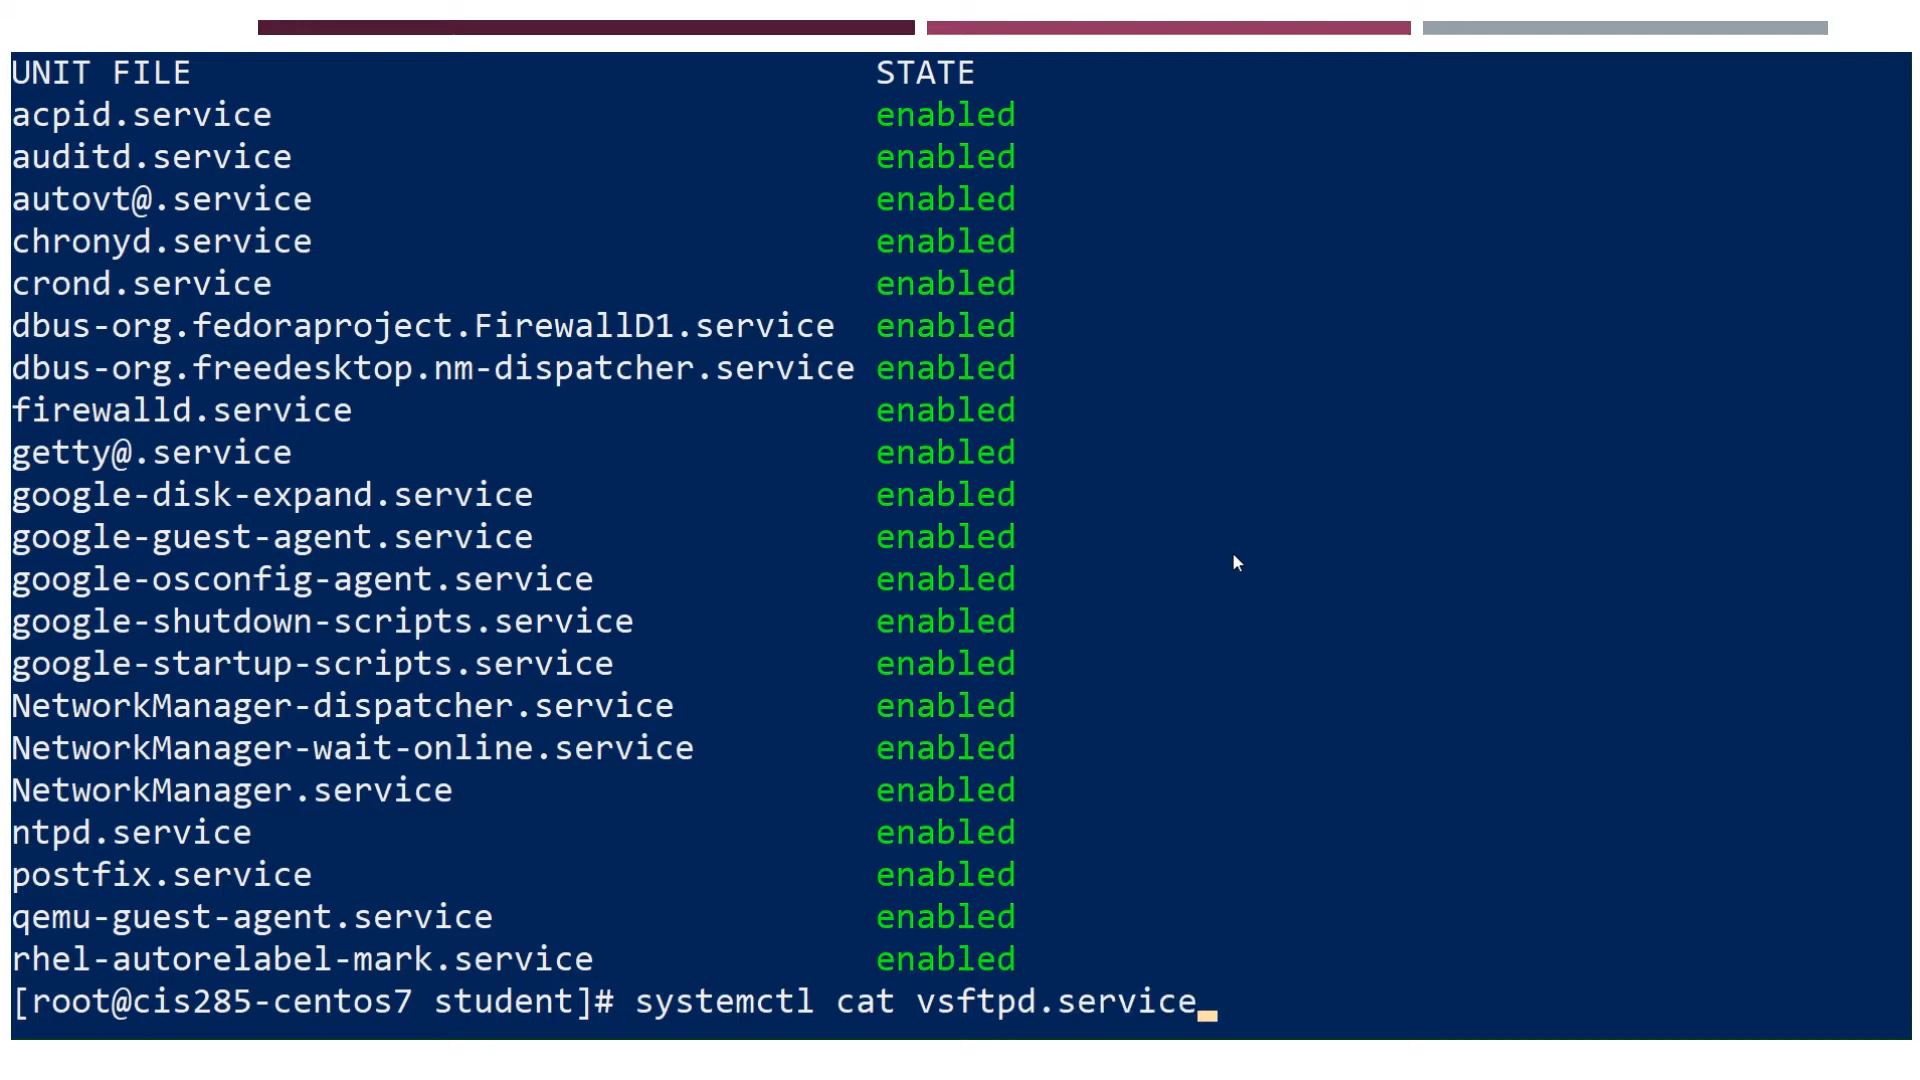 UNIT FILE STATE
acpid.service enabled
auditd.service enabled
autovt@.service enabled
chronyd.service enabled
crond.service enabled
dbus-org.fedoraproject.FirewallD1.service enabled
dbus-org.freedesktop.nm-dispatcher.service enabled
firewalld.service enabled
getty@.service enabled
google-disk-expand.service enabled
google-guest-agent.service enabled
google-osconfig-agent.service enabled
google-shutdown-scripts.service enabled
google-startup-scripts.service enabled
NetworkManager-dispatcher.service enabled
NetworkManager-wait-online.service enabled
NetworkManager.service enabled
ntpd.service enabled
postfix.service enabled
qemu-guest-agent.service enabled
rhel-autorelabel-mark.service enabled
[root@cis285-centos7 student]# systemctl cat vsftpd.service